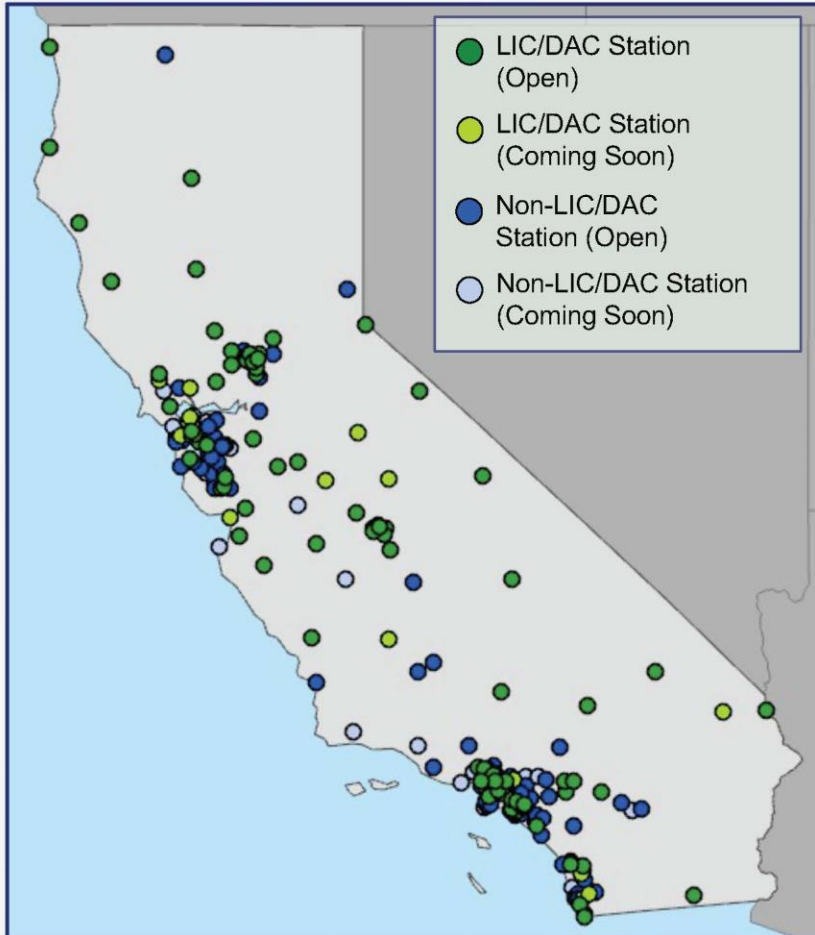 LIC/DAC Station
(Open)
LIC/DAC Station
(Coming Soon)
Non-LIC/DAC
Station (Open)
Non-LIC/DAC Station
(Coming Soon)